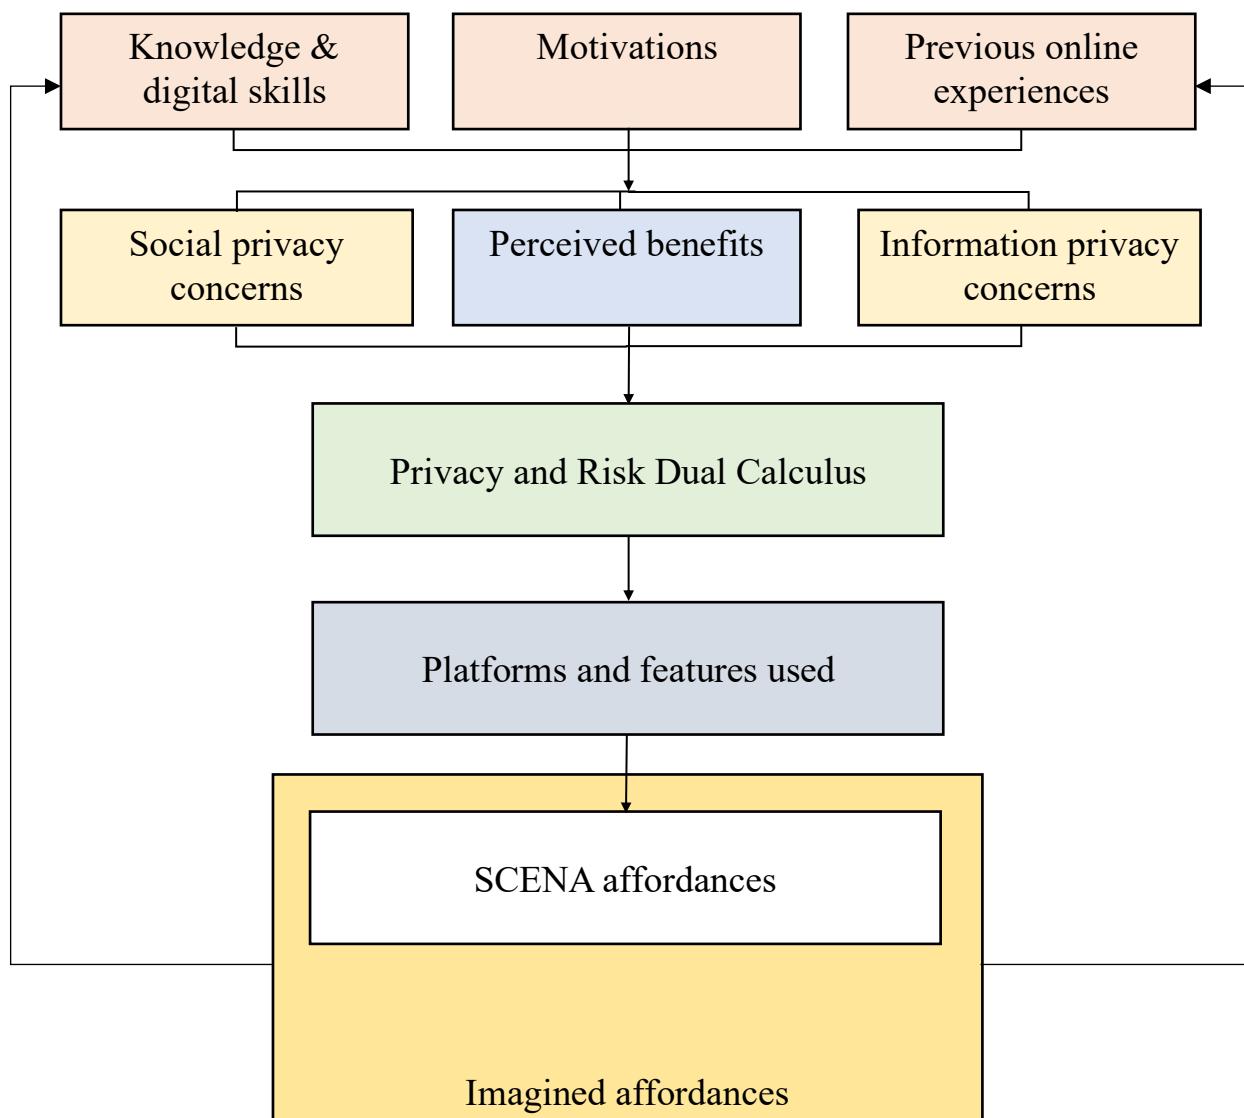 Knowledge &
digital skills
Motivations
Previous online
experiences
Social privacy
concerns
Perceived benefits
Information privacy
concerns
Privacy and Risk Dual Calculus
Platforms and features used
SCENA affordances
Imagined affordances